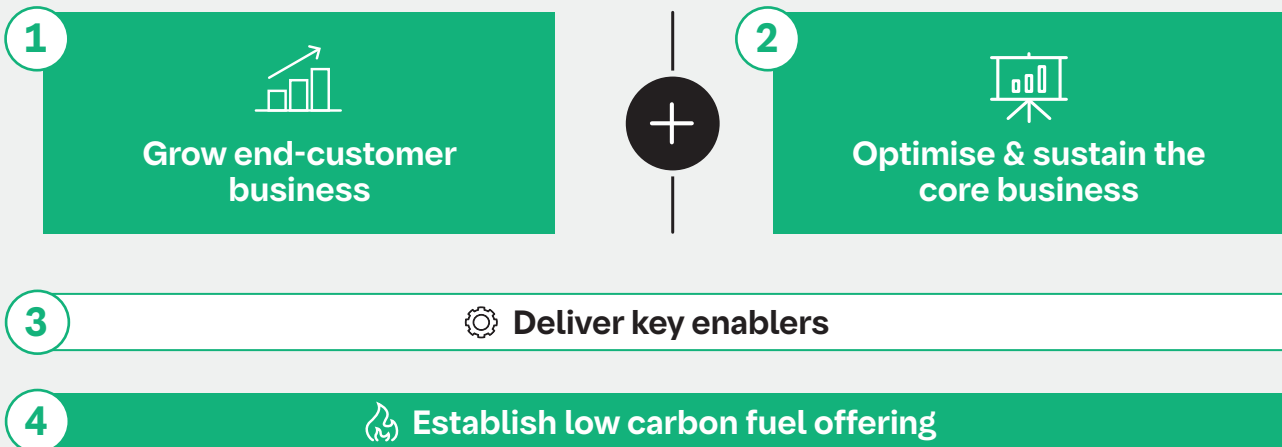 1
Grow end-customer
business
2
Optimise & sustain the
core business
3
Deliver key enablers
4
Establish low carbon fuel offering